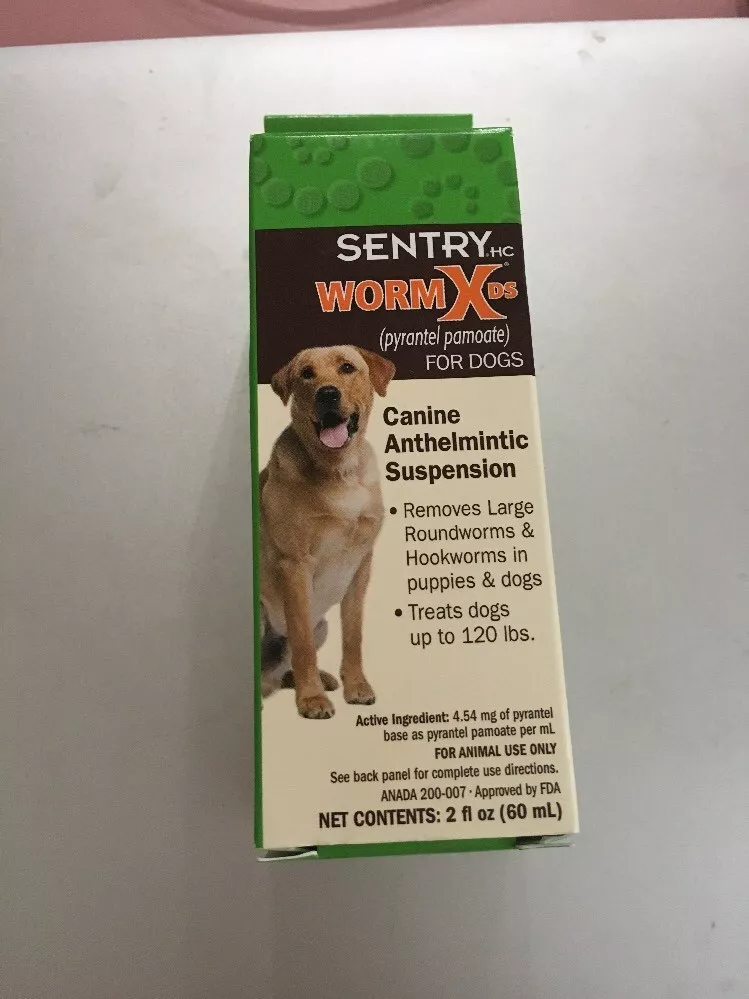 SENTRY HC
WORM X DS
(pyrantel pamoate)
FOR DOGS
Canine
Anthelmintic
Suspension
• Removes Large
Roundworms &
Hookworms in
puppies & dogs
• Treats dogs
up to 120 lbs.
Active Ingredient: 4.54 mg of pyrantel
base as pyrantel pamoate per mL
FOR ANIMAL USE ONLY
See back panel for complete use directions.
ANADA 200-007 · Approved by FDA
NET CONTENTS: 2 fl oz (60 mL)